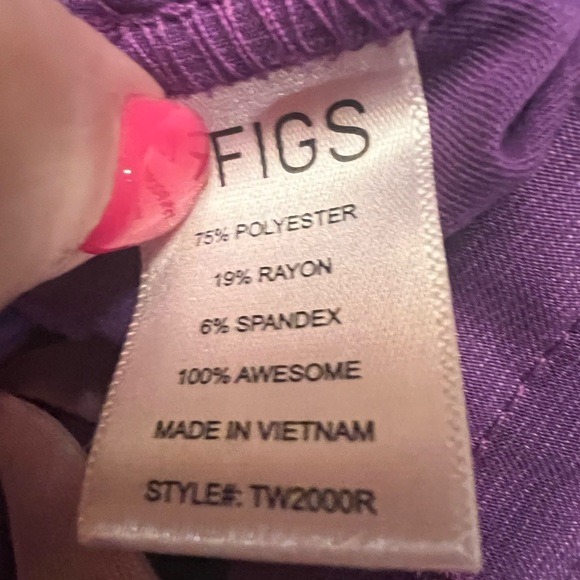 FIGS
75% POLYESTER
19% RAYON
6% SPANDEX
100% AWESOME
MADE IN VIETNAM
STYLE#: TW2000R